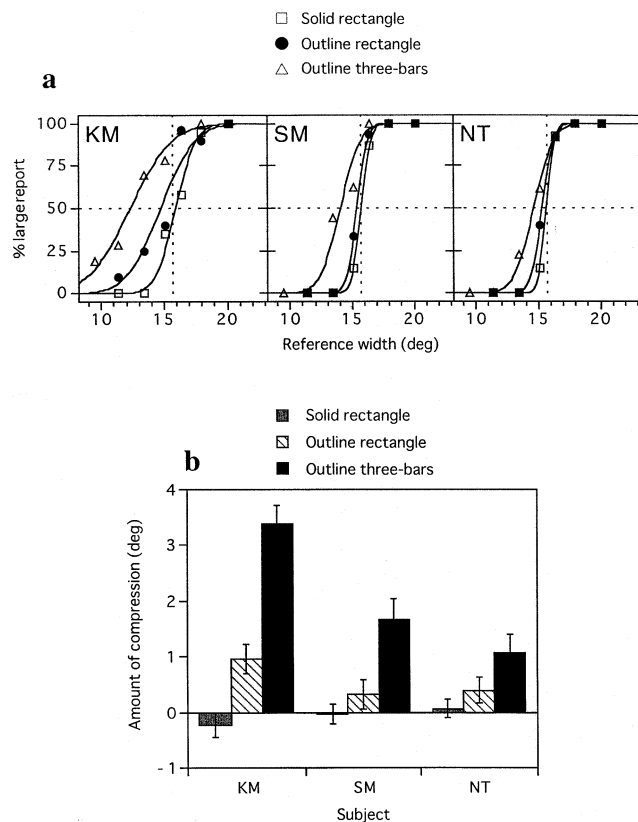 Solid rectangle
Outline rectangle
Outline three-bars
a
KM SM NT
% large report
100
75
50
25
0
10 15 20 10 15 20 10 15 20
Reference width (deg)
Solid rectangle
Outline rectangle
Outline three-bars
b
Amount of compression (deg)
4
3
2
1
0
-1
KM SM NT
Subject